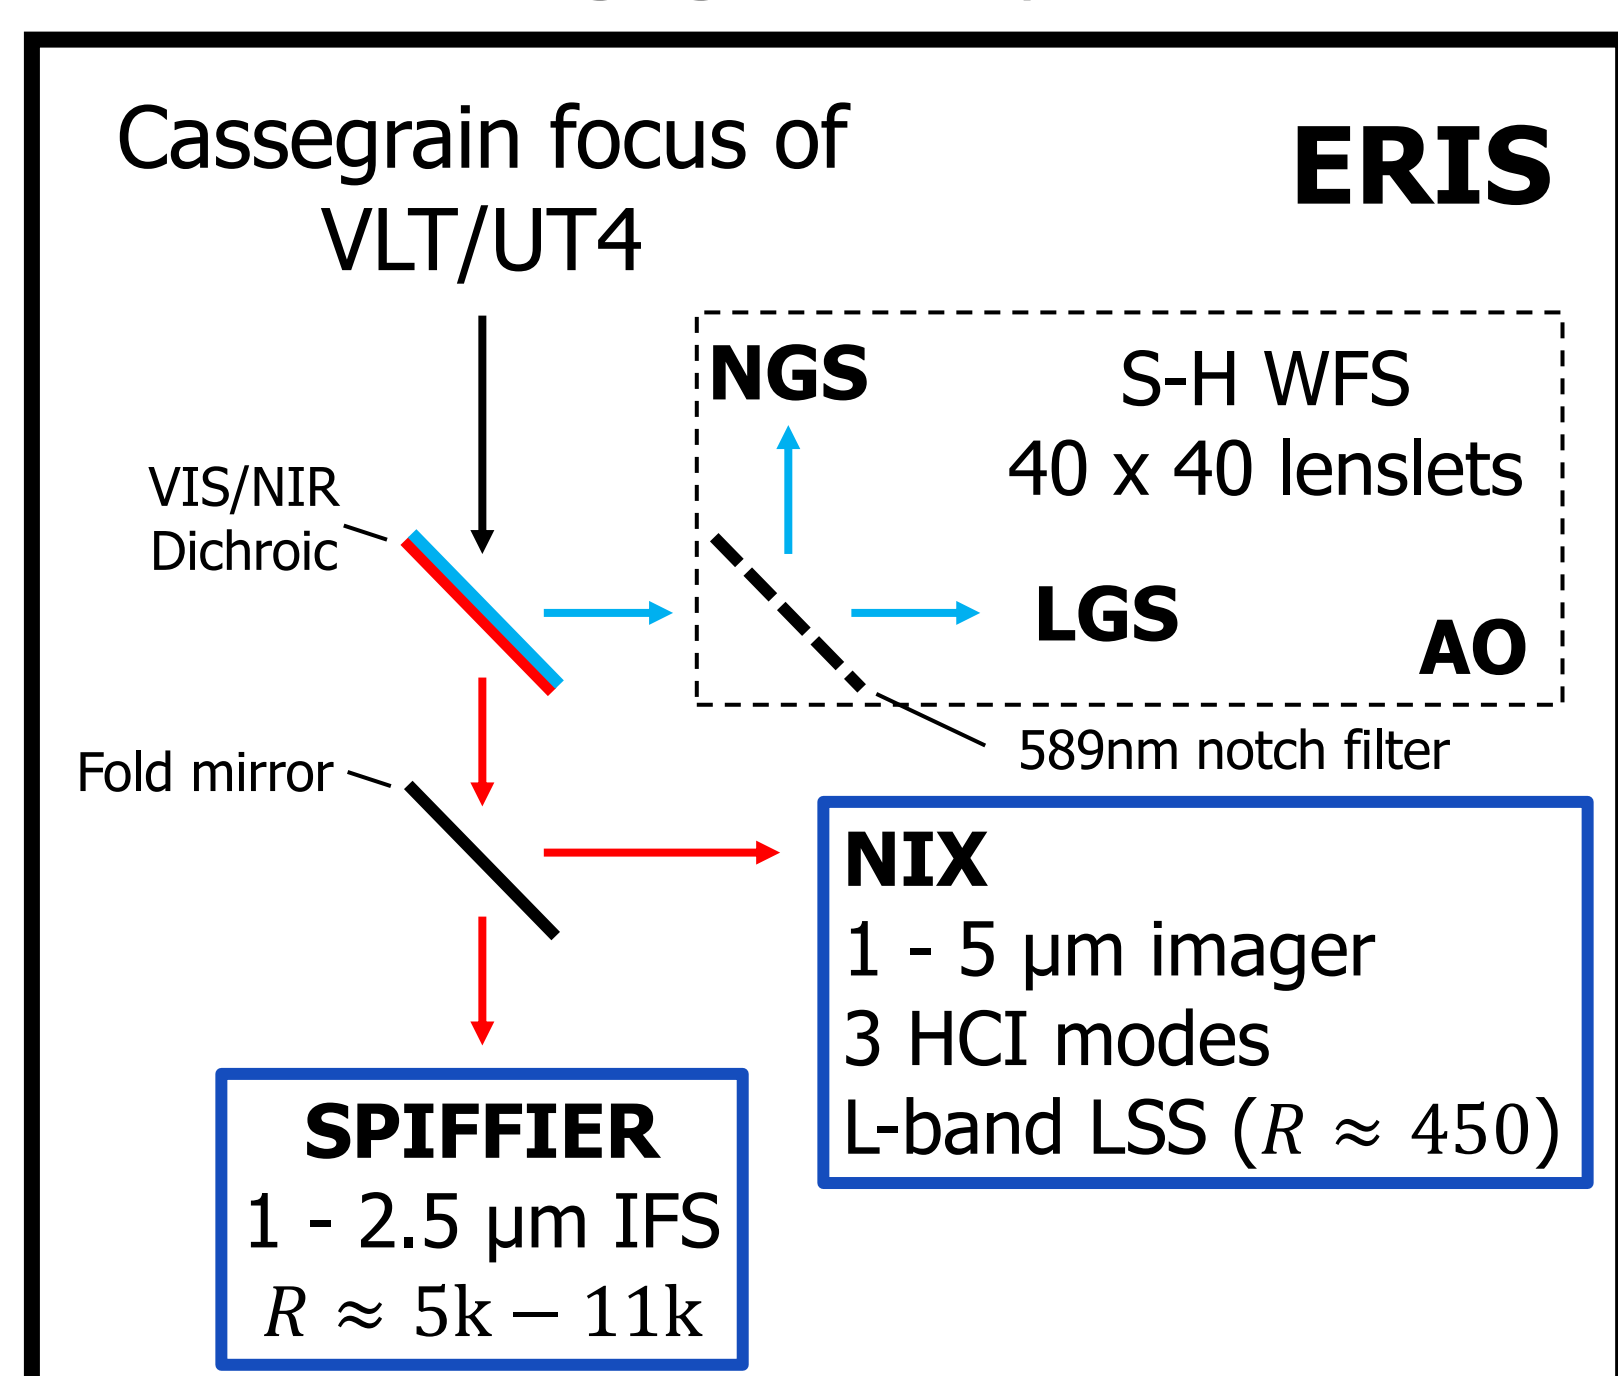 Cassegrain focus of
VLT/UT4
ERIS
NGS
S-H WFS
40 x 40 lenslets
VIS/NIR
Dichroic
LGS
AO
589nm notch filter
Fold mirror
NIX
1 - 5 μm imager
3 HCI modes
L-band LSS (R ≈ 450)
SPIFFIER
1 - 2.5 μm IFS
R ≈ 5k − 11k